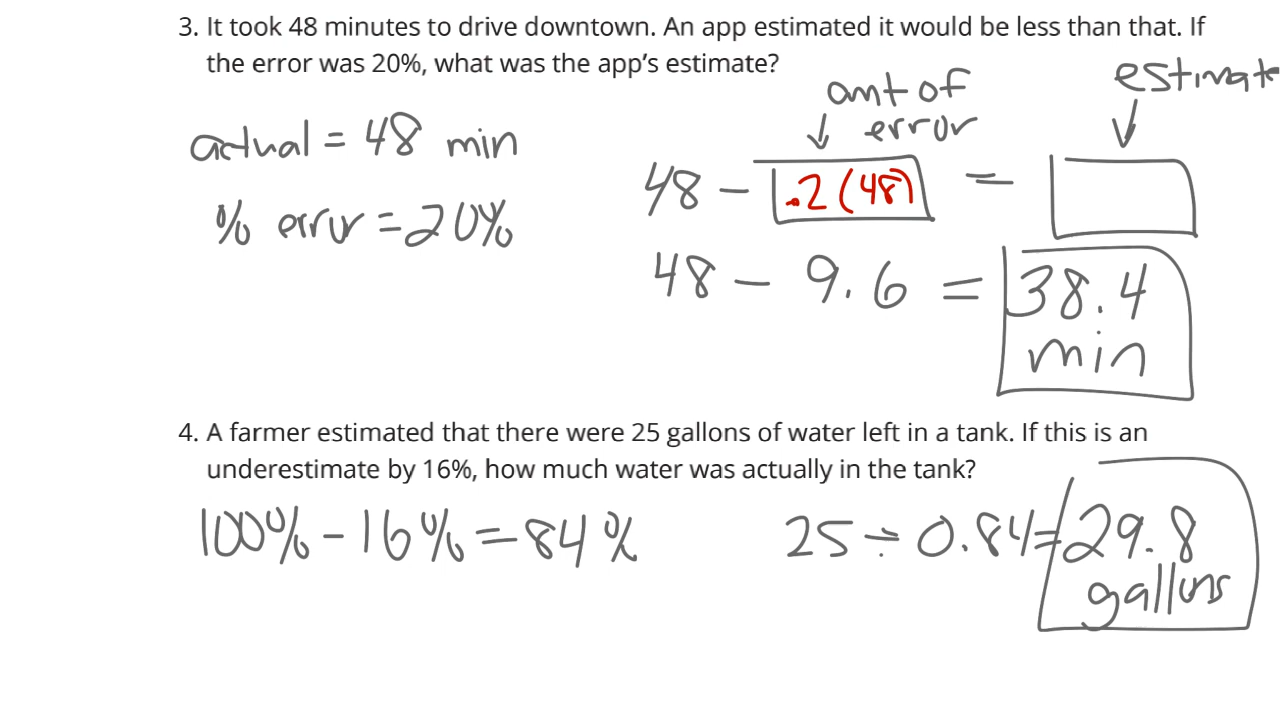 3. It took 48 minutes to drive downtown. An app estimated it would be less than that. If
the error was 20%, what was the app's estimate?
actual = 48 min
% error = 20%
amt of
error
estimate
48 - .2(48) =
48 - 9.6 = 38.4
min
4. A farmer estimated that there were 25 gallons of water left in a tank. If this is an
underestimate by 16%, how much water was actually in the tank?
100% - 16% = 84%
25 ÷ 0.84 = 29.8
gallons